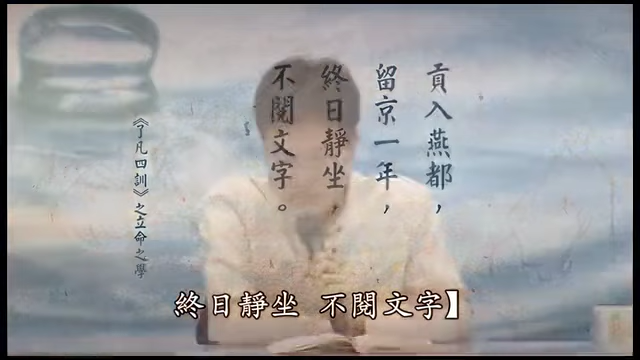 貢入燕都，
留京一年，
終日靜坐，
不閱文字。
《了凡四訓》之立命之學
終日靜坐 不閱文字】